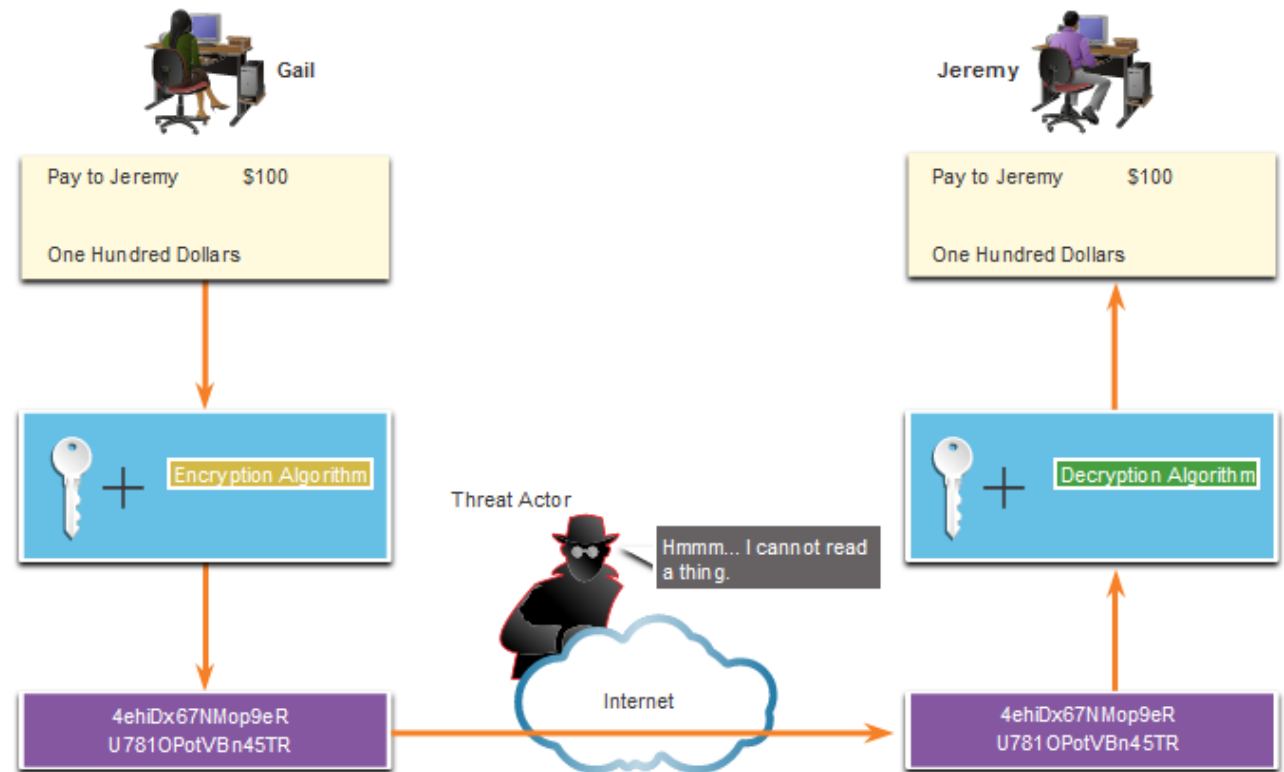 Gail
Jeremy
Pay to Jeremy $100
One Hundred Dollars
Pay to Jeremy $100
One Hundred Dollars
Encryption Algorithm
Decryption Algorithm
Threat Actor
Hmmm... I cannot read
a thing.
Internet
4ehiDx67NMop9eR
U781OPotVBn45TR
4ehiDx67NMop9eR
U781OPotVBn45TR